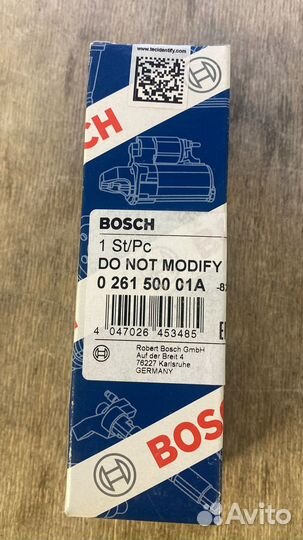 www.tecidentify.com
BOSCH
CH
BOSCH
1 St/Pc
DO NOT MODIFY
0 261 500 01A
4 047026 453485
Robert Bosch GmbH
Auf der Breit 4
76227 Karlsruhe
GERMANY
BOS
Avito